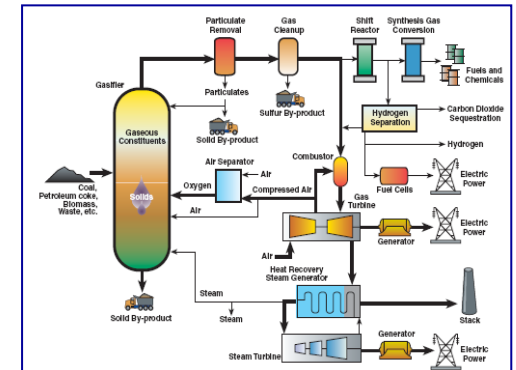 Particulate
Removal
Gas
Cleanup
Shift
Reactor
Synthesis Gas
Conversion
Gasifier
Particulates
Fuels and
Chemicals
Sulfur By-product
Solid By-product
Gaseous
Constituents
Hydrogen
Separation
Carbon Dioxide
Sequestration
Hydrogen
Combustor
Air Separator
Air
Oxygen
Compressed Air
Fuel Cells
Electric
Power
Solids
Coal,
Petroleum coke,
Biomass,
Waste, etc.
Air
Gas
Turbine
Generator
Electric
Power
Air
Heat Recovery
Steam Generator
Steam
Steam
Solid By-product
Stack
Generator
Steam Turbine
Electric
Power